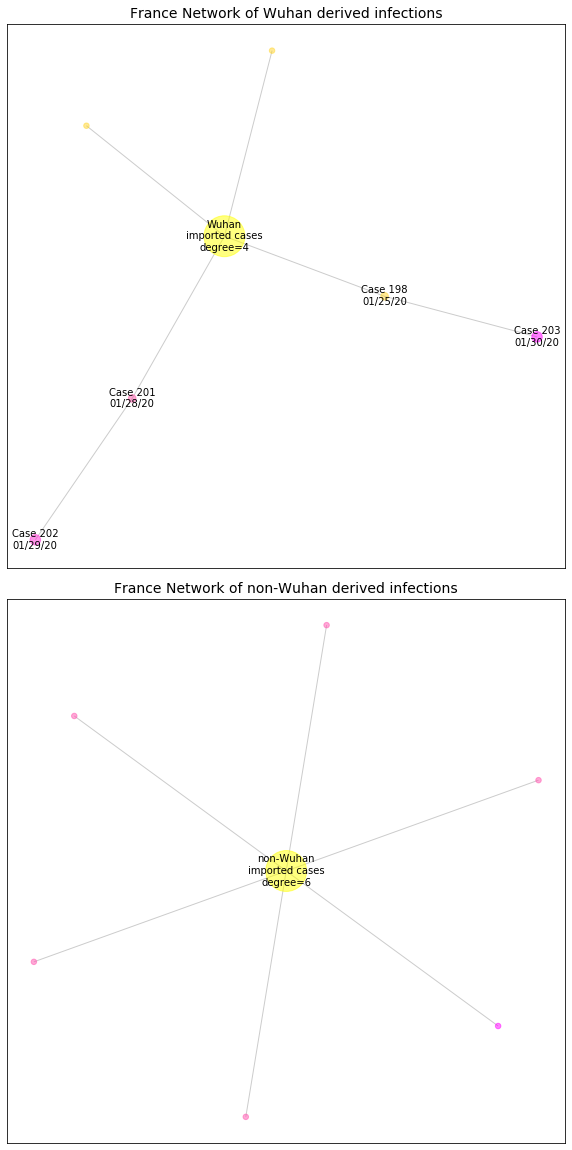 France Network of Wuhan derived infections
Wuhan
imported cases
degree=4
Case 198
01/25/20
Case 203
01/30/20
Case 201
01/28/20
Case 202
01/29/20
France Network of non-Wuhan derived infections
non-Wuhan
imported cases
degree=6